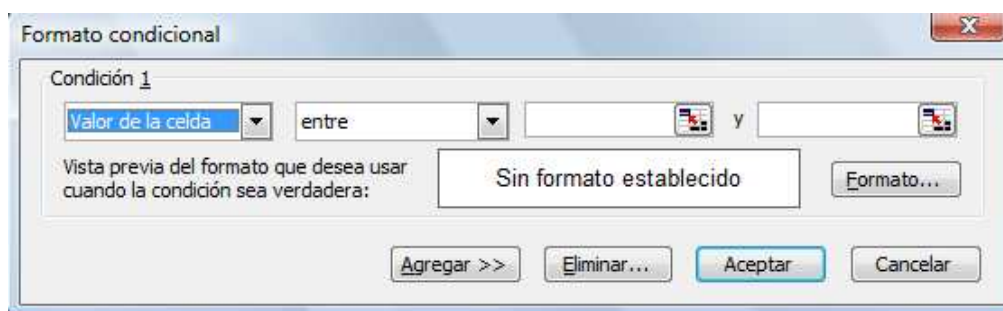 Formato condicional
Condición 1
Valor de la celda entre y
Vista previa del formato que desea usar
cuando la condición sea verdadera:
Sin formato establecido
Formato...
Agregar >> Eliminar... Aceptar Cancelar